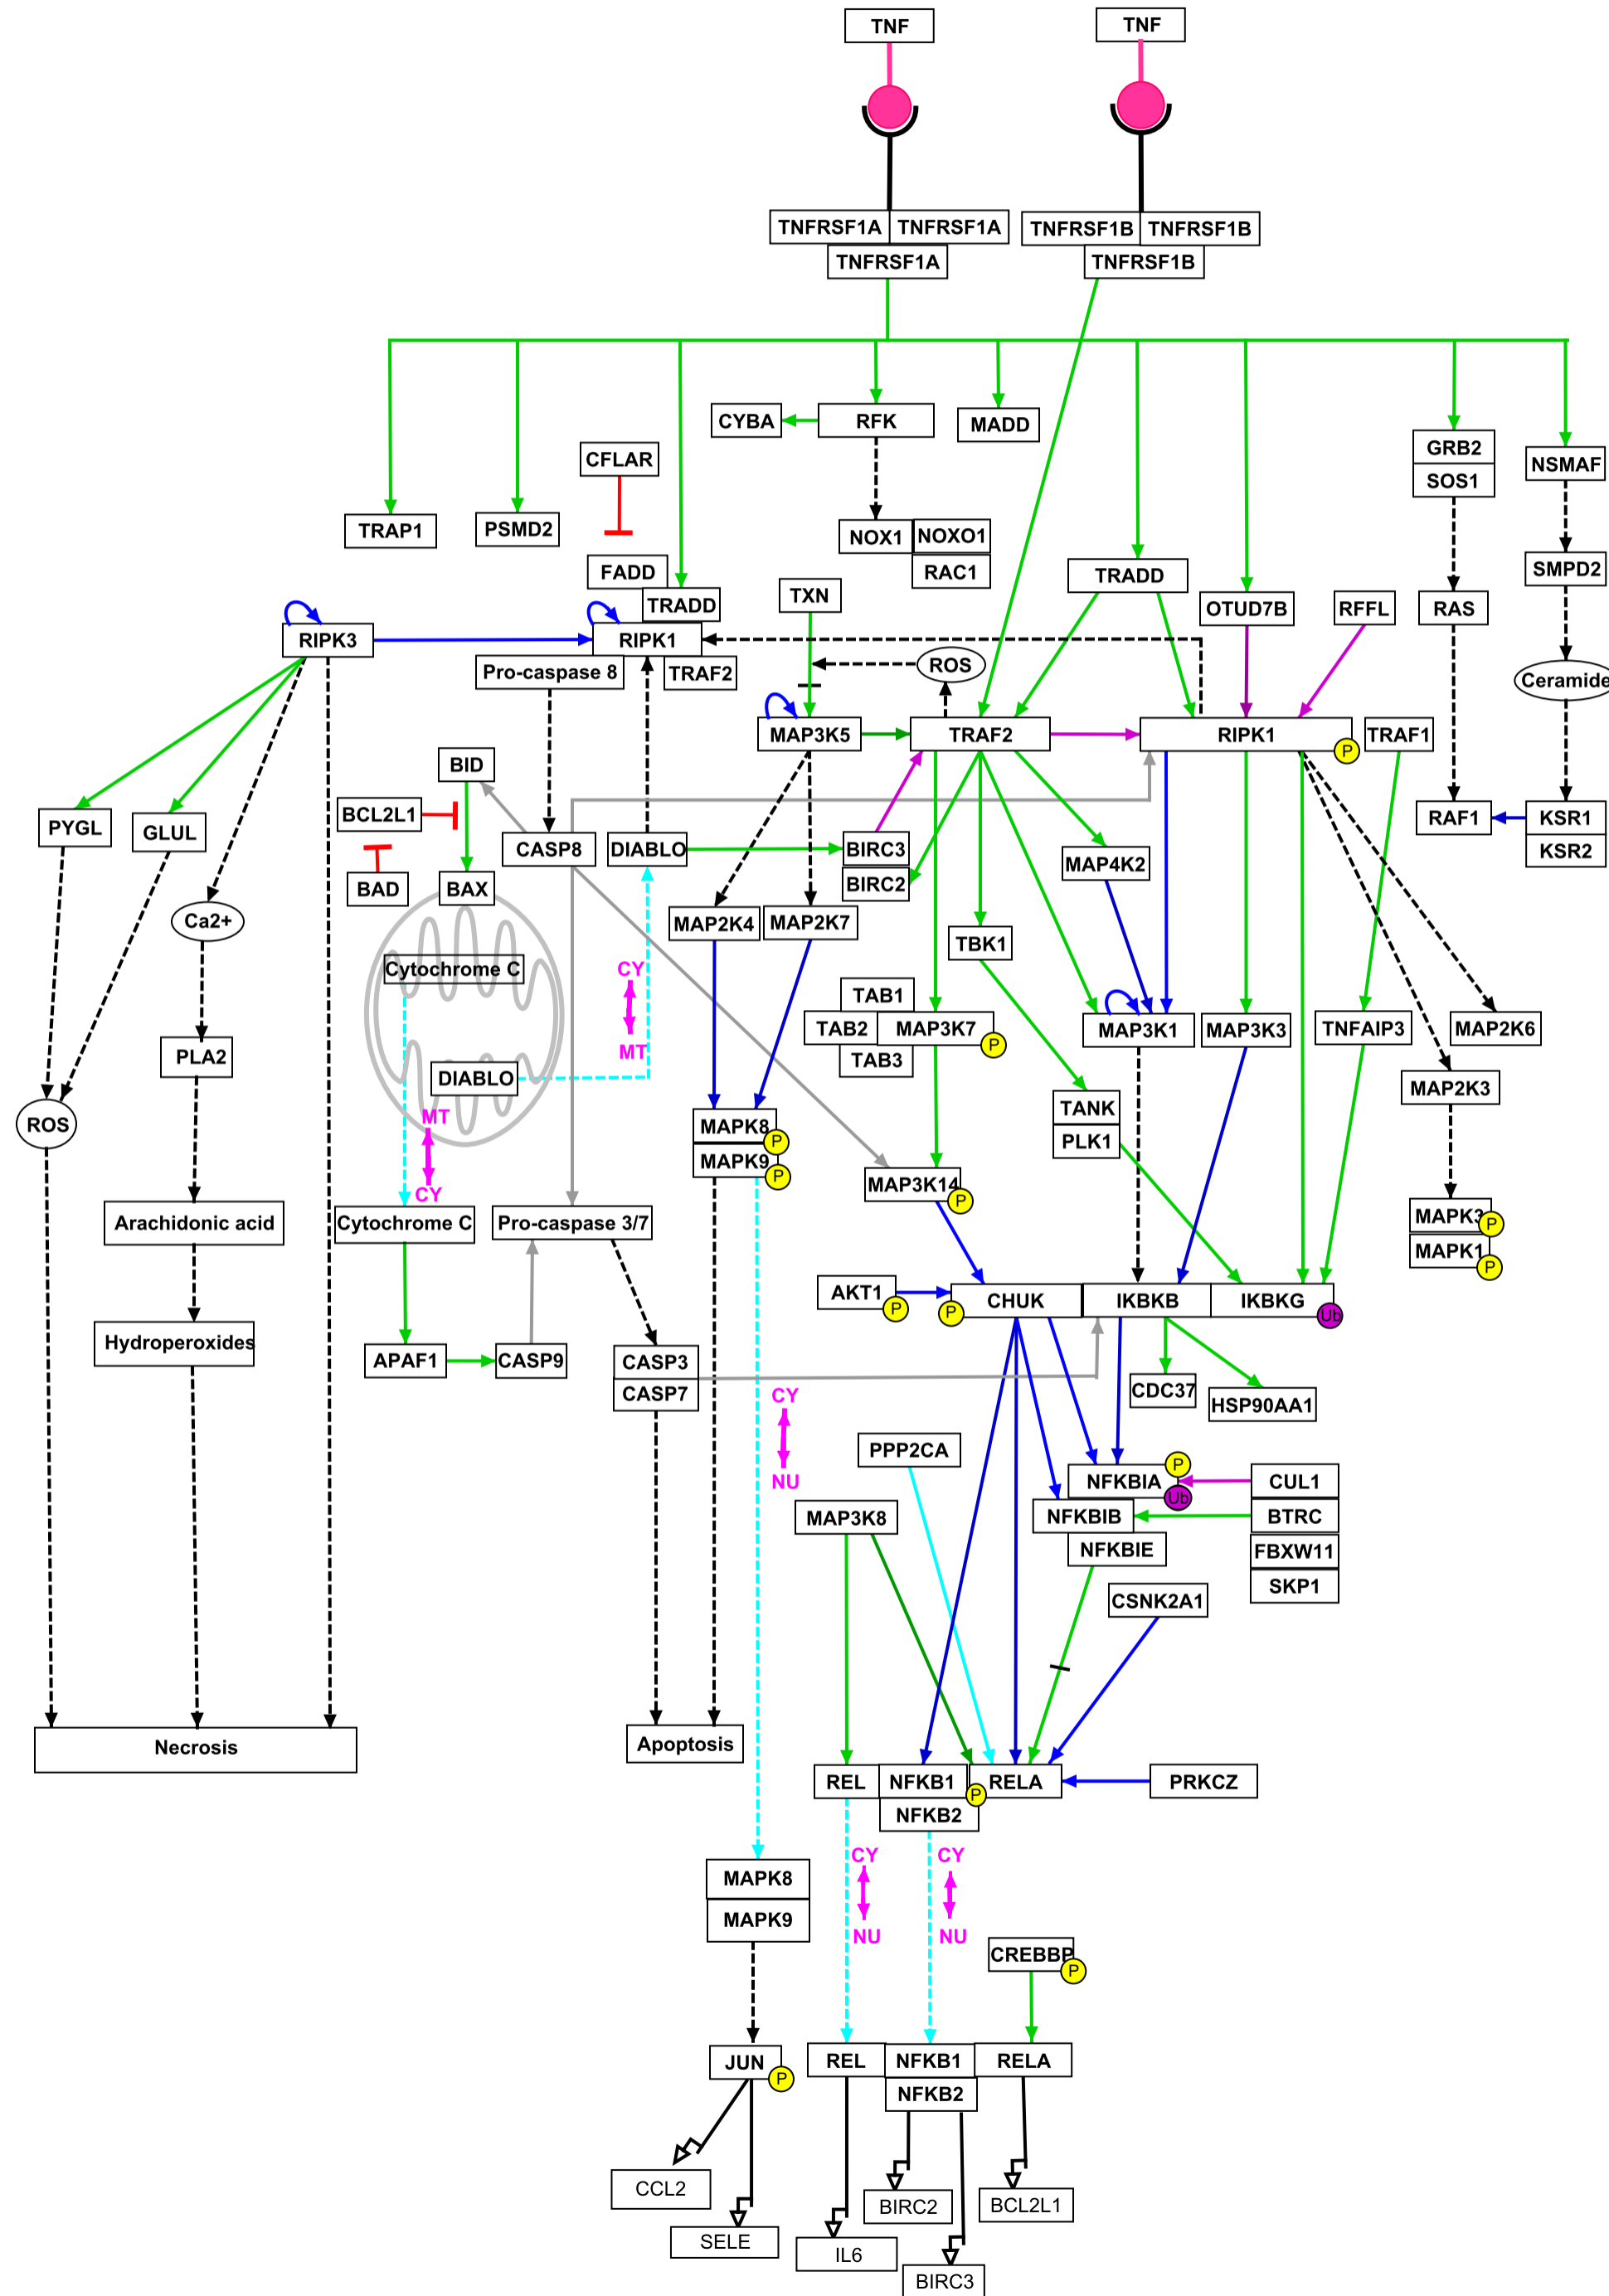 TNF
TNF
TNFRSF1A
TNFRSF1A
TNFRSF1B
TNFRSF1B
TNFRSF1A
TNFRSF1B
CYBA
RFK
MADD
CFLAR
GRB2
NSMAF
SOS1
TRAP1
PSMD2
NOX1
NOXO1
FADD
RAC1
TRADD
SMPD2
TXN
TRADD
OTUD7B
RFFL
RAS
RIPK3
RIPK1
Pro-caspase 8
TRAF2
ROS
Ceramide
MAP3K5
TRAF2
RIPK1
P
TRAF1
BID
BCL2L1
PYGL
GLUL
CASP8
DIABLO
BIRC3
RAF1
KSR1
MAP4K2
KSR2
BAD
BAX
BIRC2
Ca2+
MAP2K4
MAP2K7
TBK1
Cytochrome C
CY
MT
TAB1
TAB2
MAP3K7
P
TAB3
MAP3K1
MAP3K3
TNFAIP3
MAP2K6
PLA2
DIABLO
MAP2K3
ROS
MT
CY
MAPK8
P
MAPK9
P
TANK
PLK1
MAP3K14
P
Arachidonic acid
Cytochrome C
Pro-caspase 3/7
MAPK3
P
MAPK1
P
AKT1
P
CHUK
P
IKBKB
IKBKG
Ub
Hydroperoxides
APAF1
CASP9
CASP3
CASP7
CDC37
HSP90AA1
CY
NU
PPP2CA
NFKBIA
P
Ub
CUL1
MAP3K8
NFKBIB
BTRC
NFKBIE
FBXW11
SKP1
CSNK2A1
Necrosis
Apoptosis
REL
NFKB1
P
RELA
PRKCZ
NFKB2
CY
NU
CY
NU
MAPK8
MAPK9
CREBBP
P
JUN
P
REL
NFKB1
RELA
NFKB2
CCL2
BIRC2
BCL2L1
SELE
IL6
BIRC3